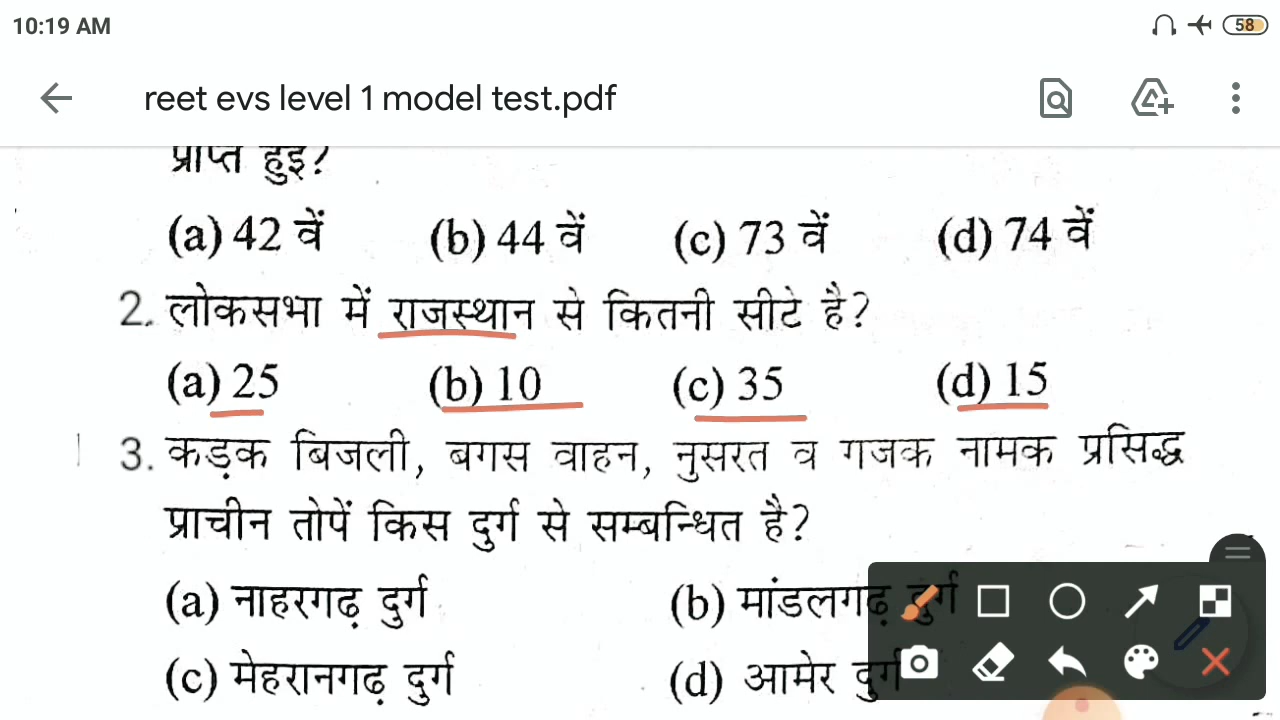 10:19 AM 58
reet evs level 1 model test.pdf
प्राप्त हुई?
(a) 42 वें (b) 44 वें (c) 73 वें (d) 74 वें
2. लोकसभा में राजस्थान से कितनी सीटे है?
(a) 25 (b) 10 (c) 35 (d) 15
3. कड़क बिजली, बगस वाहन, नुसरत व गजक नामक प्रसिद्ध
प्राचीन तोपें किस दुर्ग से सम्बन्धित है?
(a) नाहरगढ़ दुर्ग (b) मांडलगढ़ दुर्ग
(c) मेहरानगढ़ दुर्ग (d) आमेर दुर्ग